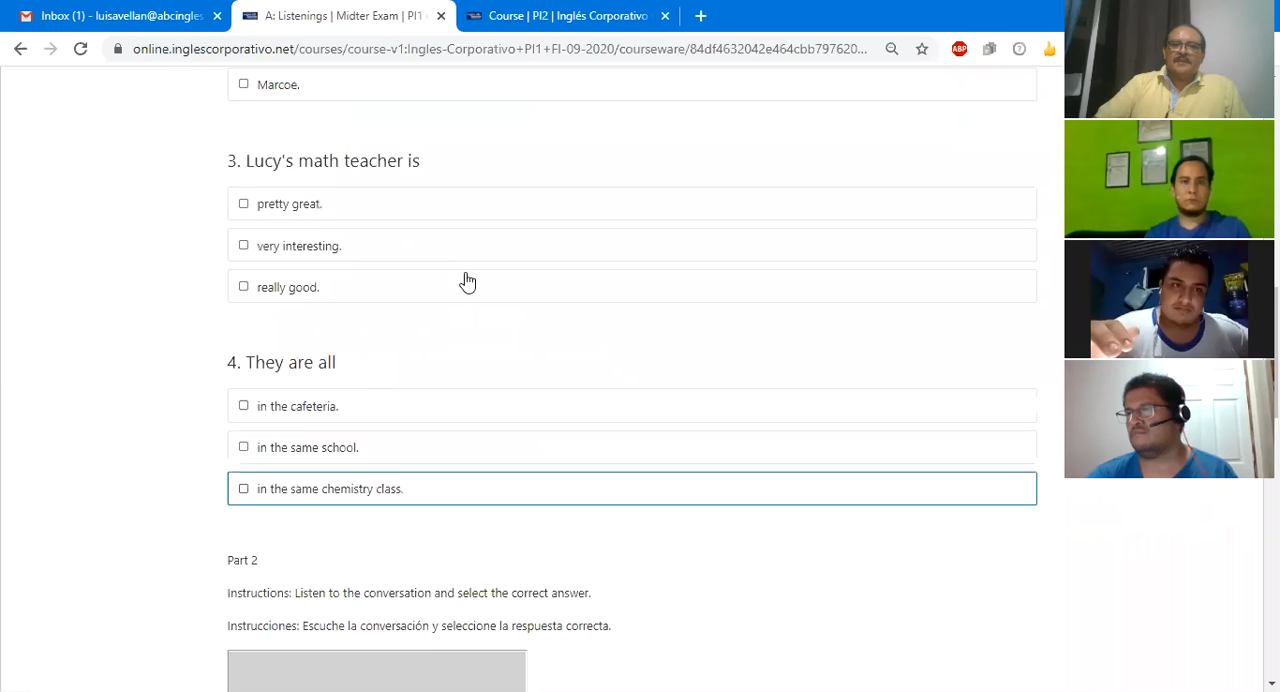 Inbox (1) - luisavellan@abcingles
A: Listenings | Midter Exam | PI1
Course | PI2 | Inglés Corporativo
online.inglescorporativo.net/courses/course-v1:Ingles-Corporativo+PI1+FI-09-2020/courseware/84df4632042e464cbb797620...
ABP
Marcoe.
3. Lucy's math teacher is
pretty great.
very interesting.
really good.
4. They are all
in the cafeteria.
in the same school.
in the same chemistry class.
Part 2
Instructions: Listen to the conversation and select the correct answer.
Instrucciones: Escuche la conversación y seleccione la respuesta correcta.